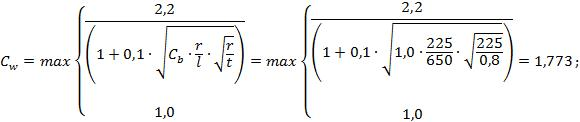 C_w = max { 2,2 / (1 + 0,1 · √(C_b · r/l · √(r/t))) ; 1,0 = max { 2,2 / (1 + 0,1 · √(1,0 · 225/650 · √(225/0,8))) ; 1,0 = 1,773;